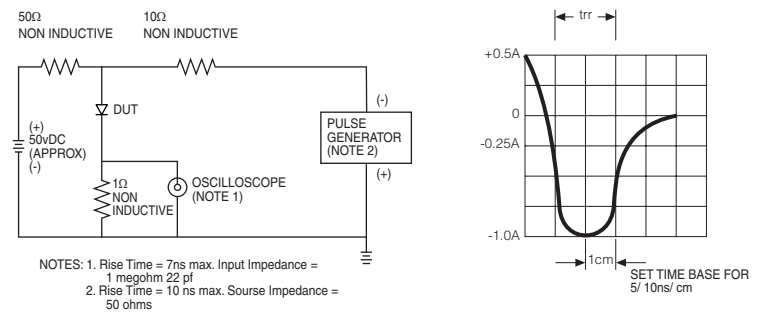 50Ω
NON INDUCTIVE
10Ω
NON INDUCTIVE
DUT
(+)
50vDC
(APPROX)
(-)
1Ω
NON
INDUCTIVE
OSCILLOSCOPE
(NOTE 1)
(-)
PULSE
GENERATOR
(NOTE 2)
(+)
NOTES: 1. Rise Time = 7ns max. Input Impedance =
1 megohm 22 pf
2. Rise Time = 10 ns max. Sourse Impedance =
50 ohms
trr
+0.5A
0
-0.25A
-1.0A
1cm
SET TIME BASE FOR
5/ 10ns/ cm